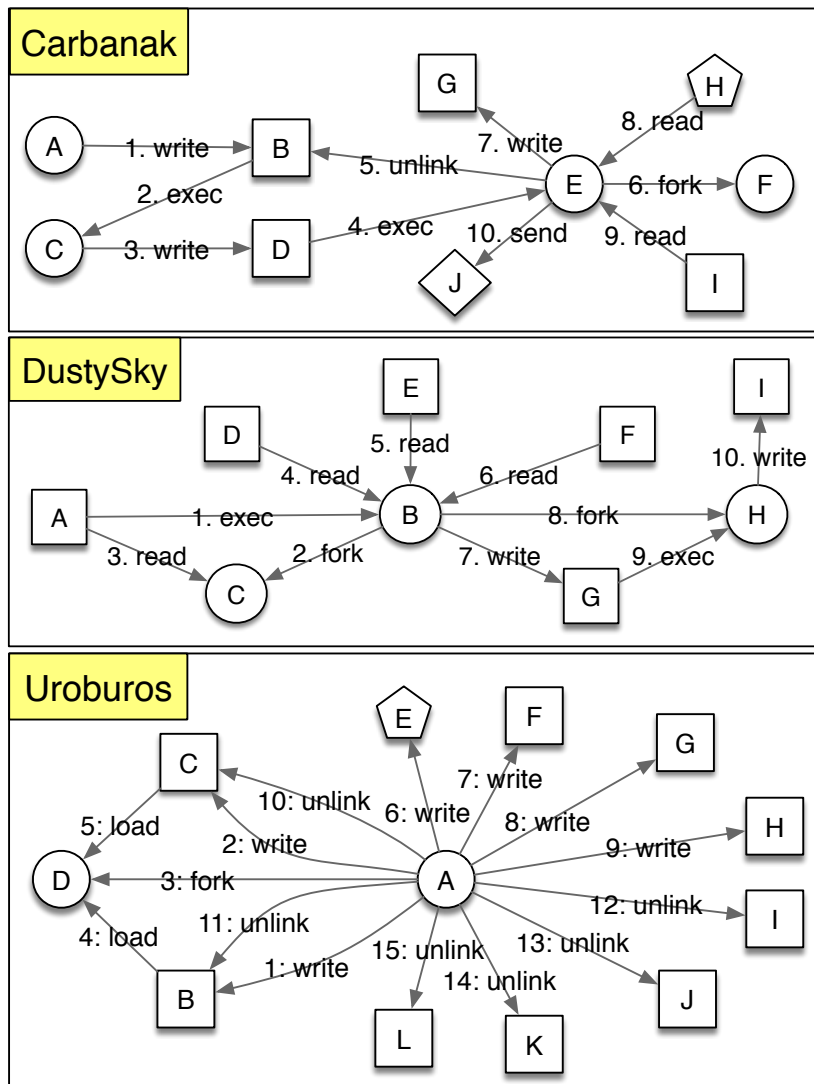 Carbanak
G
H
A
1. write
B
7. write
8. read
5. unlink
E
6. fork
F
2. exec
C
3. write
D
4. exec
10. send
9. read
J
I
DustySky
E
I
D
F
5. read
4. read
6. read
10. write
A
1. exec
B
8. fork
H
3. read
2. fork
7. write
9. exec
C
G
Uroburos
E
F
G
C
7: write
10: unlink
6: write
8: write
5: load
2: write
H
9: write
D
3: fork
A
12: unlink
11: unlink
I
4: load
15: unlink
13: unlink
1: write
14: unlink
B
J
L
K